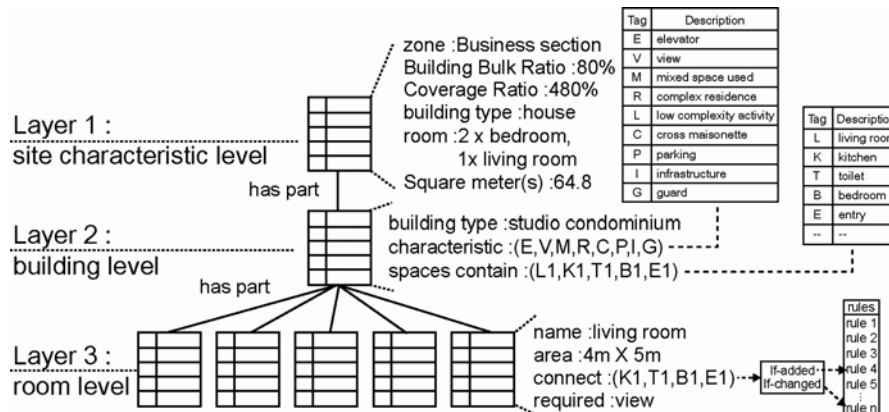 zone :Business section
Building Bulk Ratio :80%
Coverage Ratio :480%
building type :house
room :2 x bedroom,
1x living room
Square meter(s) :64.8
Layer 1 :
site characteristic level
has part
Tag Description
E elevator
V view
M mixed space used
R complex residence
L low complexity activity
C cross maisonette
P parking
I infrastructure
G guard
Tag Description
L living room
K kitchen
T toilet
B bedroom
E entry
-- --
Layer 2 :
building level
building type :studio condominium
characteristic :(E,V,M,R,C,P,I,G)
spaces contain :(L1,K1,T1,B1,E1)
has part
Layer 3 :
room level
name :living room
area :4m X 5m
connect :(K1,T1,B1,E1)
required :view
If-added
If-changed
rules
rule 1
rule 2
rule 3
rule 4
rule 5
:
rule n